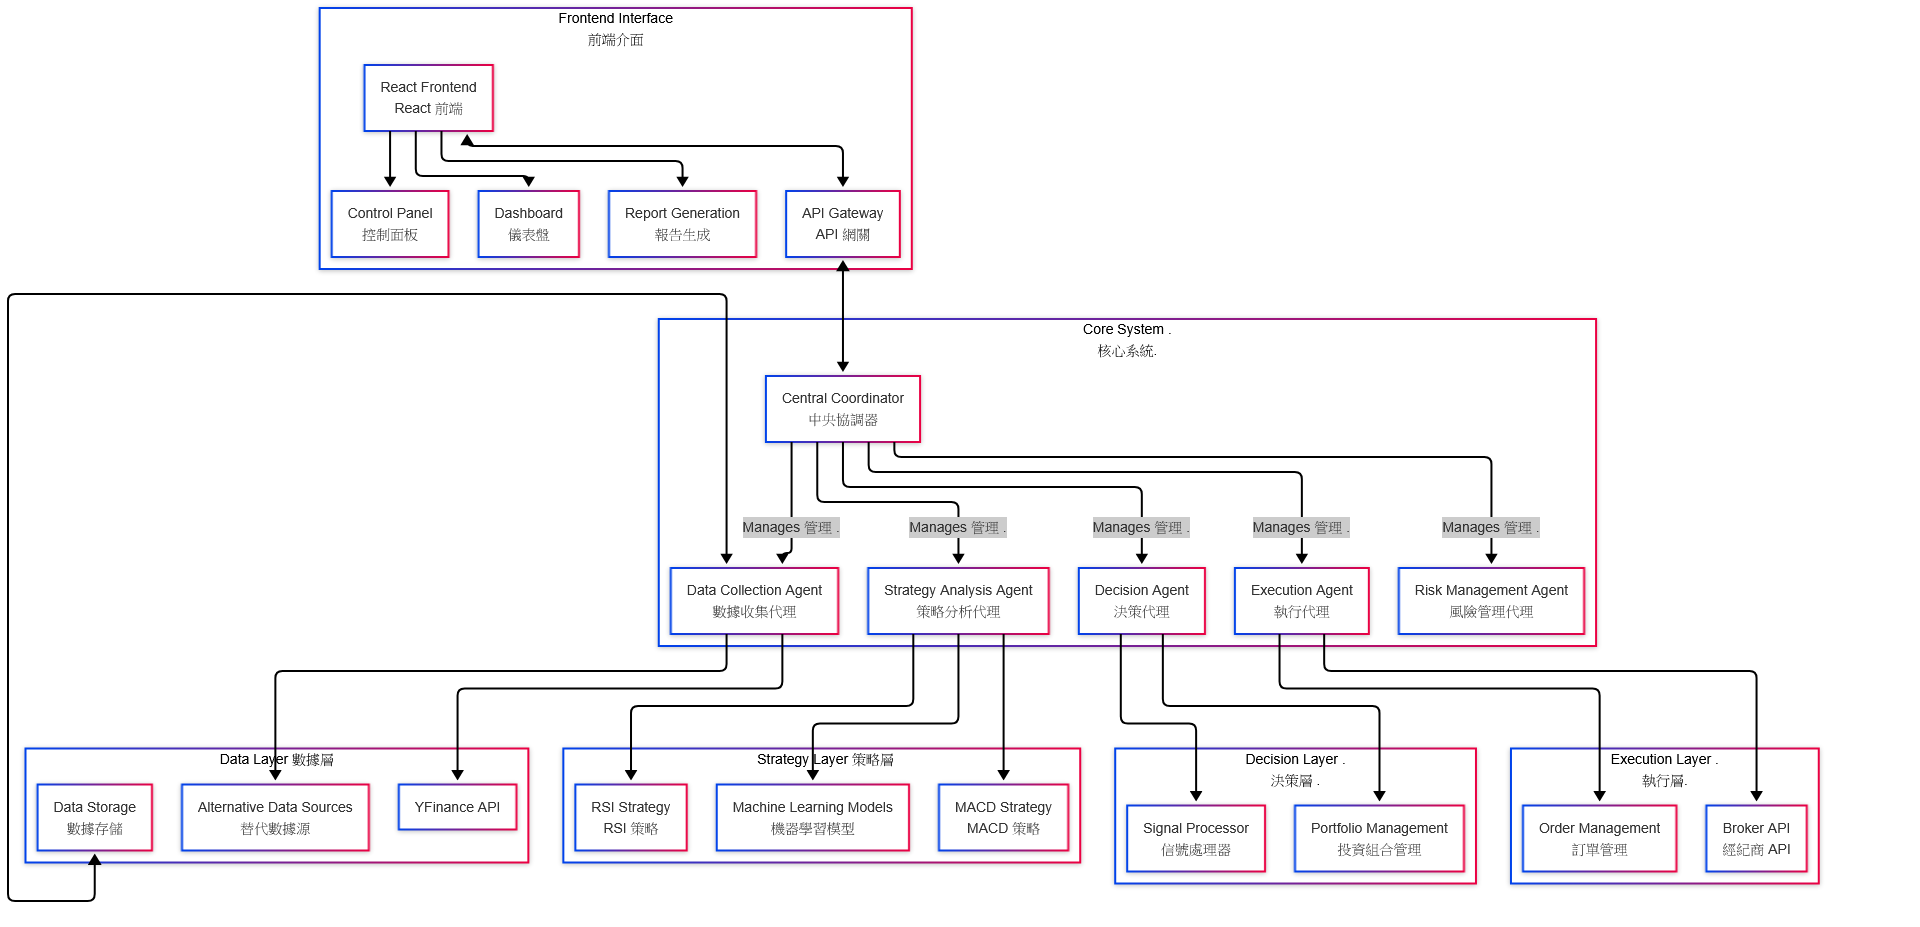 Frontend Interface
前端介面
React Frontend
React 前端
Control Panel
控制面板
Dashboard
儀表盤
Report Generation
報告生成
API Gateway
API 網關
Core System .
核心系統.
Central Coordinator
中央協調器
Manages 管理 .
Manages 管理 .
Manages 管理 .
Manages 管理 .
Manages 管理 .
Data Collection Agent
數據收集代理
Strategy Analysis Agent
策略分析代理
Decision Agent
決策代理
Execution Agent
執行代理
Risk Management Agent
風險管理代理
Data Layer 數據層
Data Storage
數據存儲
Alternative Data Sources
替代數據源
YFinance API
Strategy Layer 策略層
RSI Strategy
RSI 策略
Machine Learning Models
機器學習模型
MACD Strategy
MACD 策略
Decision Layer .
決策層 .
Signal Processor
信號處理器
Portfolio Management
投資組合管理
Execution Layer .
執行層.
Order Management
訂單管理
Broker API
經紀商 API